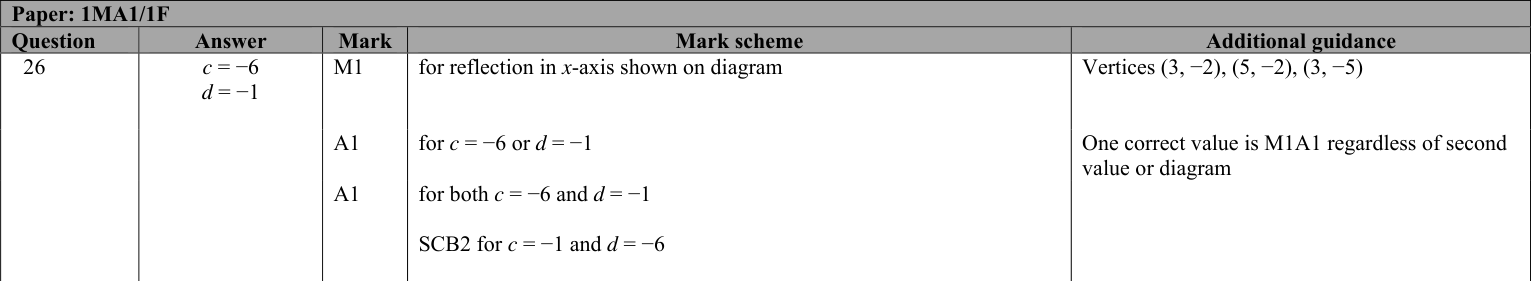 Paper: 1MA1/1F
Question Answer Mark Mark scheme Additional guidance
26 c = −6 M1 for reflection in x-axis shown on diagram Vertices (3, −2), (5, −2), (3, −5)
d = −1
A1 for c = −6 or d = −1 One correct value is M1A1 regardless of second
value or diagram
A1 for both c = −6 and d = −1
SCB2 for c = −1 and d = −6